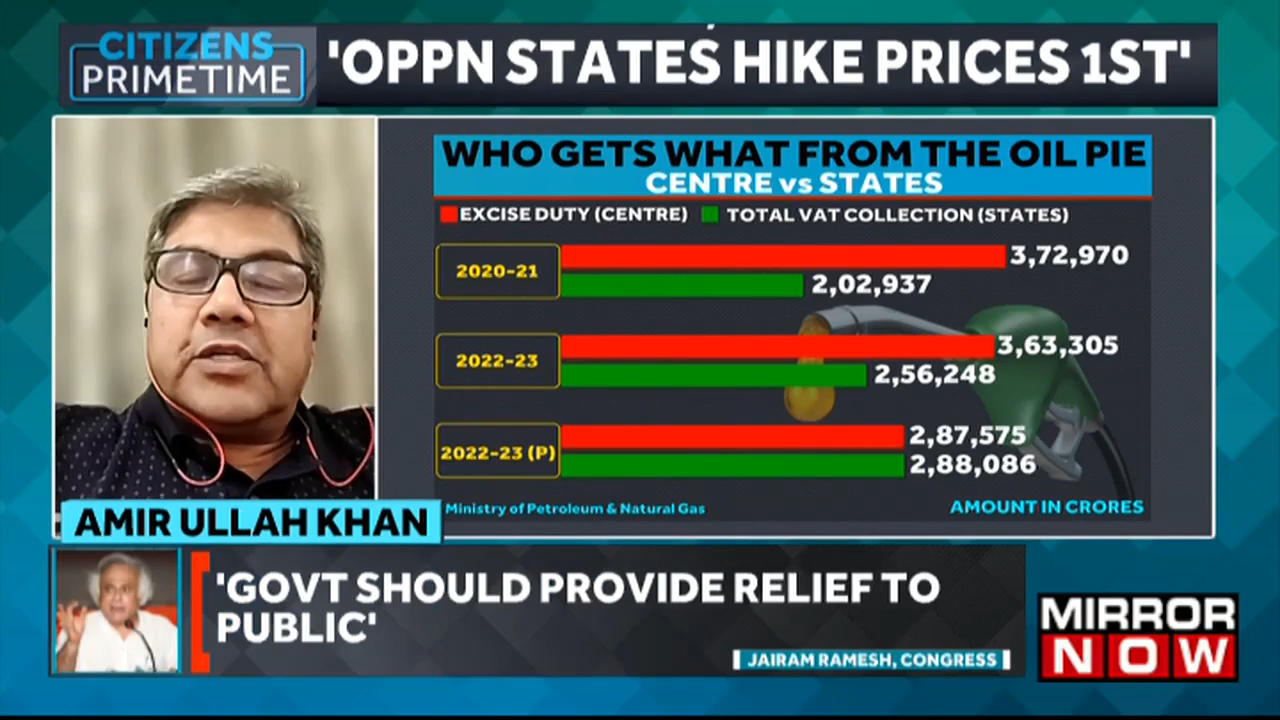 CITIZENS
PRIMETIME
'OPPN STATES HIKE PRICES 1ST'
WHO GETS WHAT FROM THE OIL PIE
CENTRE vs STATES
EXCISE DUTY (CENTRE) TOTAL VAT COLLECTION (STATES)
2020-21
3,72,970
2,02,937
2022-23
3,63,305
2,56,248
2022-23 (P)
2,87,575
2,88,086
Ministry of Petroleum & Natural Gas
AMOUNT IN CRORES
AMIR ULLAH KHAN
'GOVT SHOULD PROVIDE RELIEF TO
PUBLIC'
JAIRAM RAMESH, CONGRESS
MIRROR
NOW